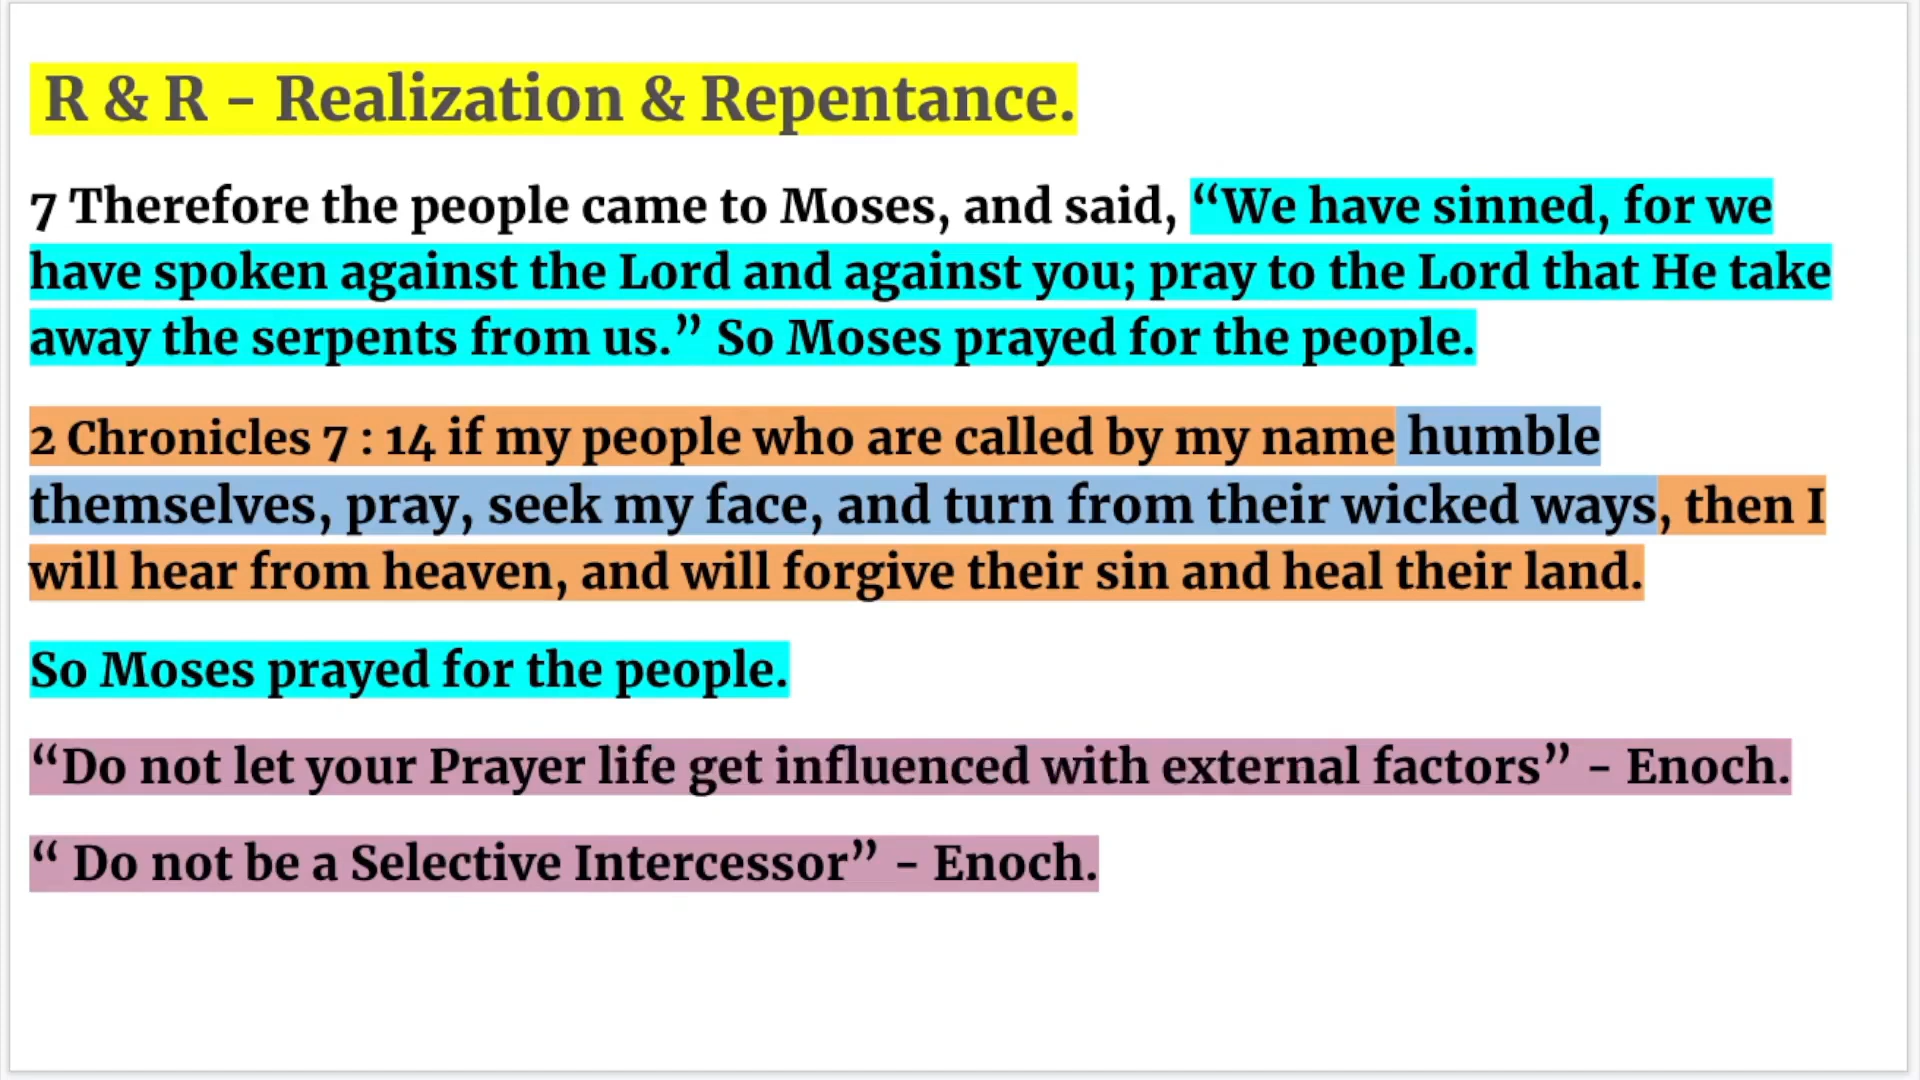 R & R - Realization & Repentance.
7 Therefore the people came to Moses, and said, “We have sinned, for we
have spoken against the Lord and against you; pray to the Lord that He take
away the serpents from us.” So Moses prayed for the people.
2 Chronicles 7 : 14 if my people who are called by my name humble
themselves, pray, seek my face, and turn from their wicked ways, then I
will hear from heaven, and will forgive their sin and heal their land.
So Moses prayed for the people.
“Do not let your Prayer life get influenced with external factors” - Enoch.
“ Do not be a Selective Intercessor” - Enoch.